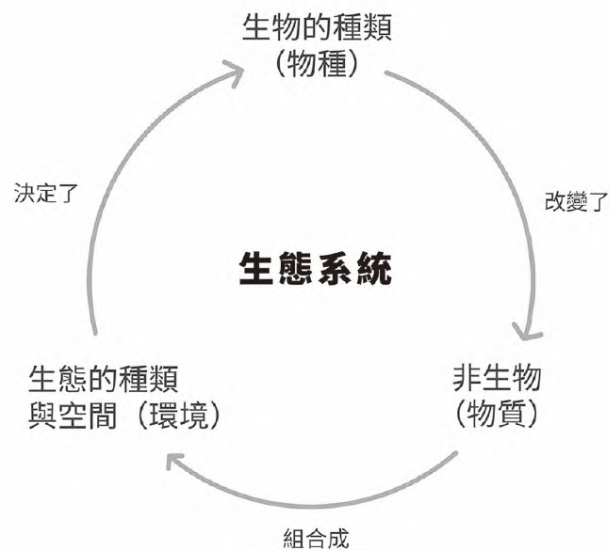 生物的種類
（物種）
決定了
改變了
生態系統
生態的種類
與空間（環境）
非生物
（物質）
組合成